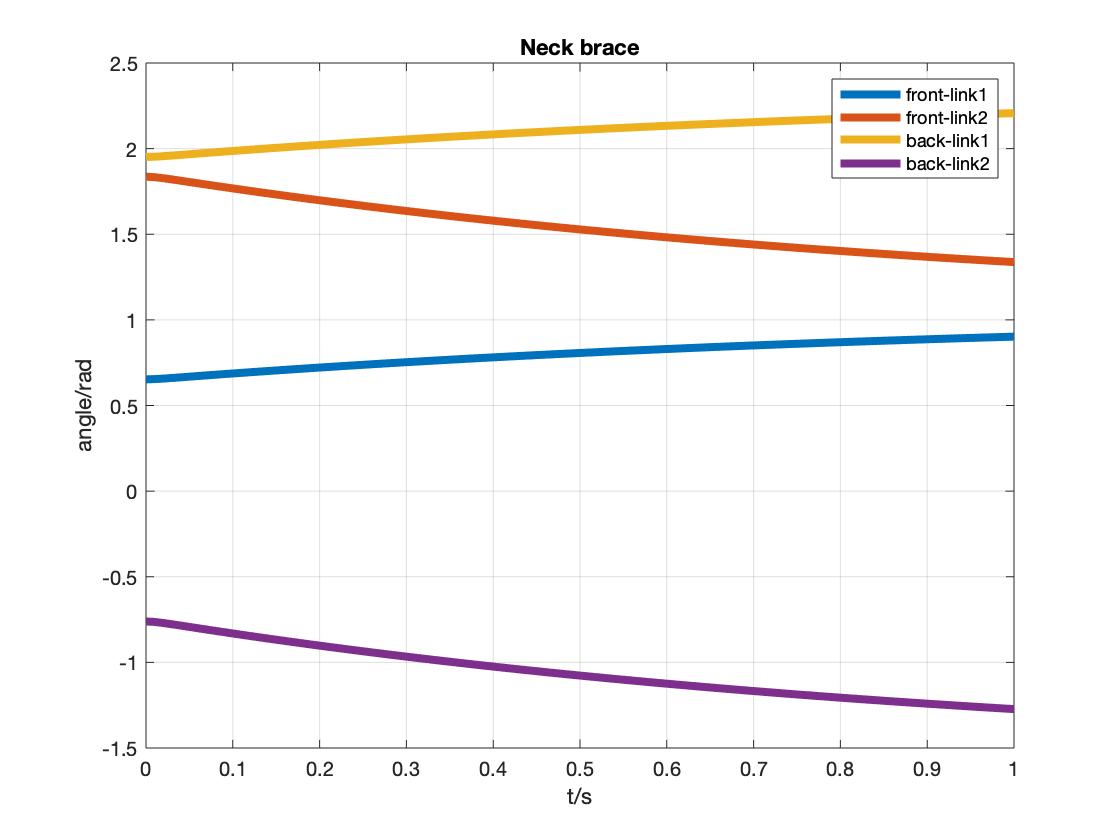 Neck brace
2.5
2
1.5
1
0.5
0
-0.5
-1
-1.5
angle/rad
front-link1
front-link2
back-link1
back-link2
0 0.1 0.2 0.3 0.4 0.5 0.6 0.7 0.8 0.9 1
t/s